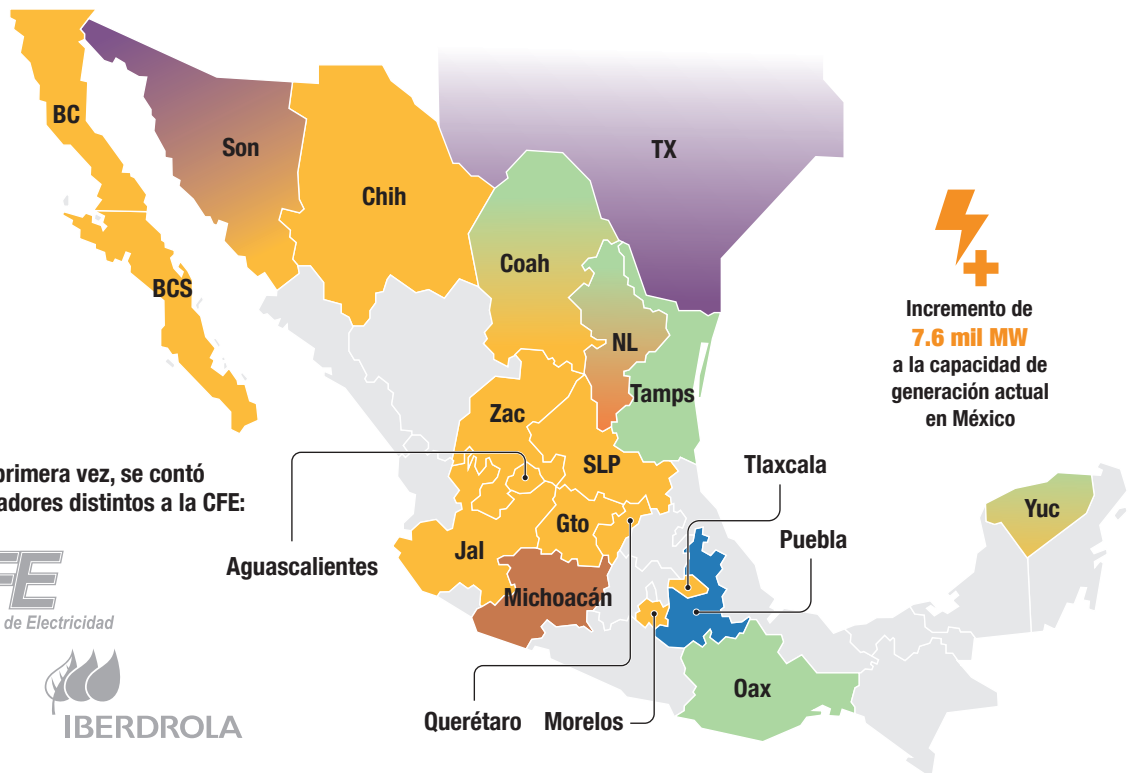 BC
Son
TX
Chih
Coah
BCS
NL
Tamps
Zac
SLP
Incremento de
7.6 mil MW
a la capacidad de
generación actual
en México
primera vez, se contó
adores distintos a la CFE:
Tlaxcala
Yuc
Gto
Puebla
Jal
Aguascalientes
Michoacán
FE
de Electricidad
Oax
IBERDROLA
Querétaro
Morelos